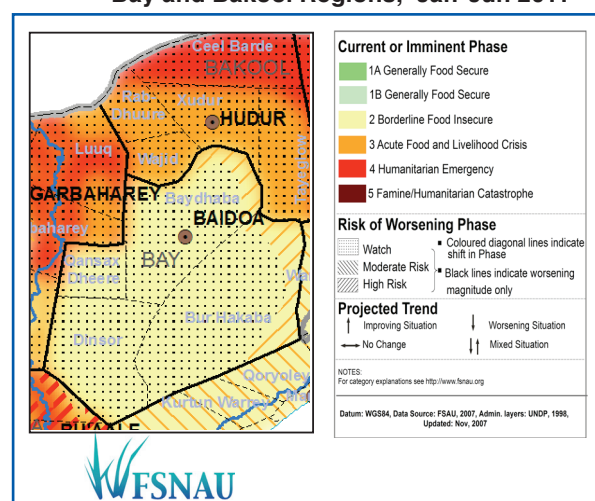 Bay and Bakool Regions, Jan-Jun 2011
Ceel Barde
BAKOOL
Rab
Dhuure
Xudur
HUDUR
Luuq
Wajid
Tayeglow
GARBAHAREY
Baydhaba
baharey
BAIDOA
BAY
Qansax
Dheere
Wa
Bur Hakaba
Dinsor
Qoryoley
Kurtun Warrey
Ma
BU'AALE
FSNAU
Current or Imminent Phase
1A Generally Food Secure
1B Generally Food Secure
2 Borderline Food Insecure
3 Acute Food and Livelihood Crisis
4 Humanitarian Emergency
5 Famine/Humanitarian Catastrophe
Risk of Worsening Phase
Watch
Moderate Risk
High Risk
Coloured diagonal lines indicate
shift in Phase
Black lines indicate worsening
magnitude only
Projected Trend
Improving Situation
Worsening Situation
No Change
Mixed Situation
NOTES:
For category explanations see http://www.fsnau.org
Datum: WGS84, Data Source: FSAU, 2007, Admin. layers: UNDP, 1998,
Updated: Nov, 2007